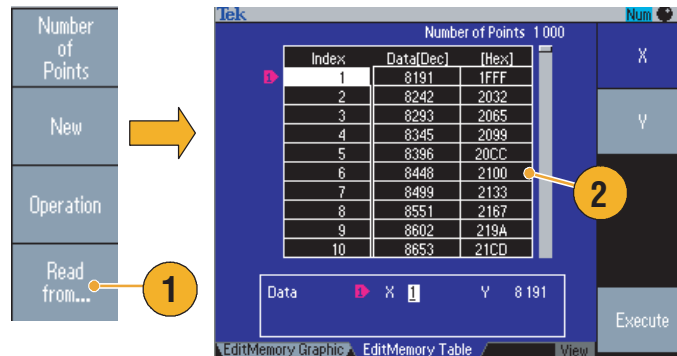 Number
of
Points
New
Operation
Read
from...
1
Tek
Num
Number of Points 1 000
Index Data[Dec] [Hex]
1 1 8191 1FFF
2 8242 2032
3 8293 2065
4 8345 2099
5 8396 20CC
6 8448 2100
7 8499 2133
8 8551 2167
9 8602 219A
10 8653 21CD
2
Data 1 X 1 Y 8 191
EditMemory Graphic EditMemory Table View
X
Y
Execute